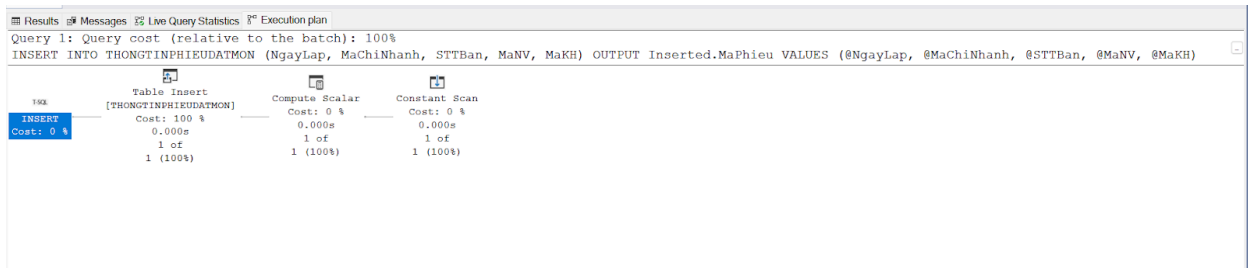 Results Messages Live Query Statistics Execution plan
Query 1: Query cost (relative to the batch): 100%
INSERT INTO THONGTINPHIEUDATMON (NgayLap, MaChiNhanh, STTBan, MaNV, MaKH) OUTPUT Inserted.MaPhieu VALUES (@NgayLap, @MaChiNhanh, @STTBan, @MaNV, @MaKH)
T-SQL
INSERT
Cost: 0 %
Table Insert
[THONGTINPHIEUDATMON]
Cost: 100 %
0.000s
1 of
1 (100%)
Compute Scalar
Cost: 0 %
0.000s
1 of
1 (100%)
Constant Scan
Cost: 0 %
0.000s
1 of
1 (100%)